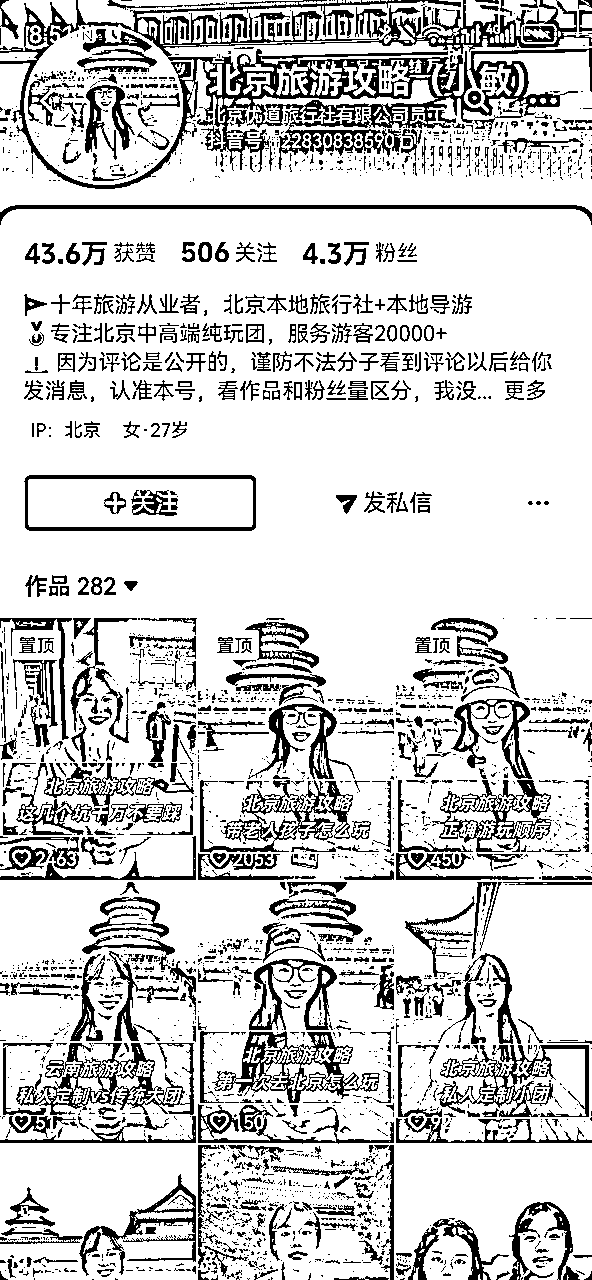 8:51
北京旅游攻略（小敏）
北京优道旅行社有限公司员工
抖音号：22830838590
43.6万 获赞 506 关注 4.3万 粉丝
十年旅游从业者，北京本地旅行社+本地导游
专注北京中高端纯玩团，服务游客20000+
因为评论是公开的，谨防不法分子看到评论以后给你
发消息，认准本号，看作品和粉丝量区分，我没... 更多
IP：北京 女·27岁
+关注 发私信
作品 282
置顶 置顶 置顶
北京旅游攻略
这几个坑千万不要踩
2463
北京旅游攻略
带老人孩子怎么玩
2053
北京旅游攻略
正确游玩顺序
450
云南旅游攻略
私人定制vs传统大团
51
北京旅游攻略
第一次去北京怎么玩
150
北京旅游攻略
私人定制小团